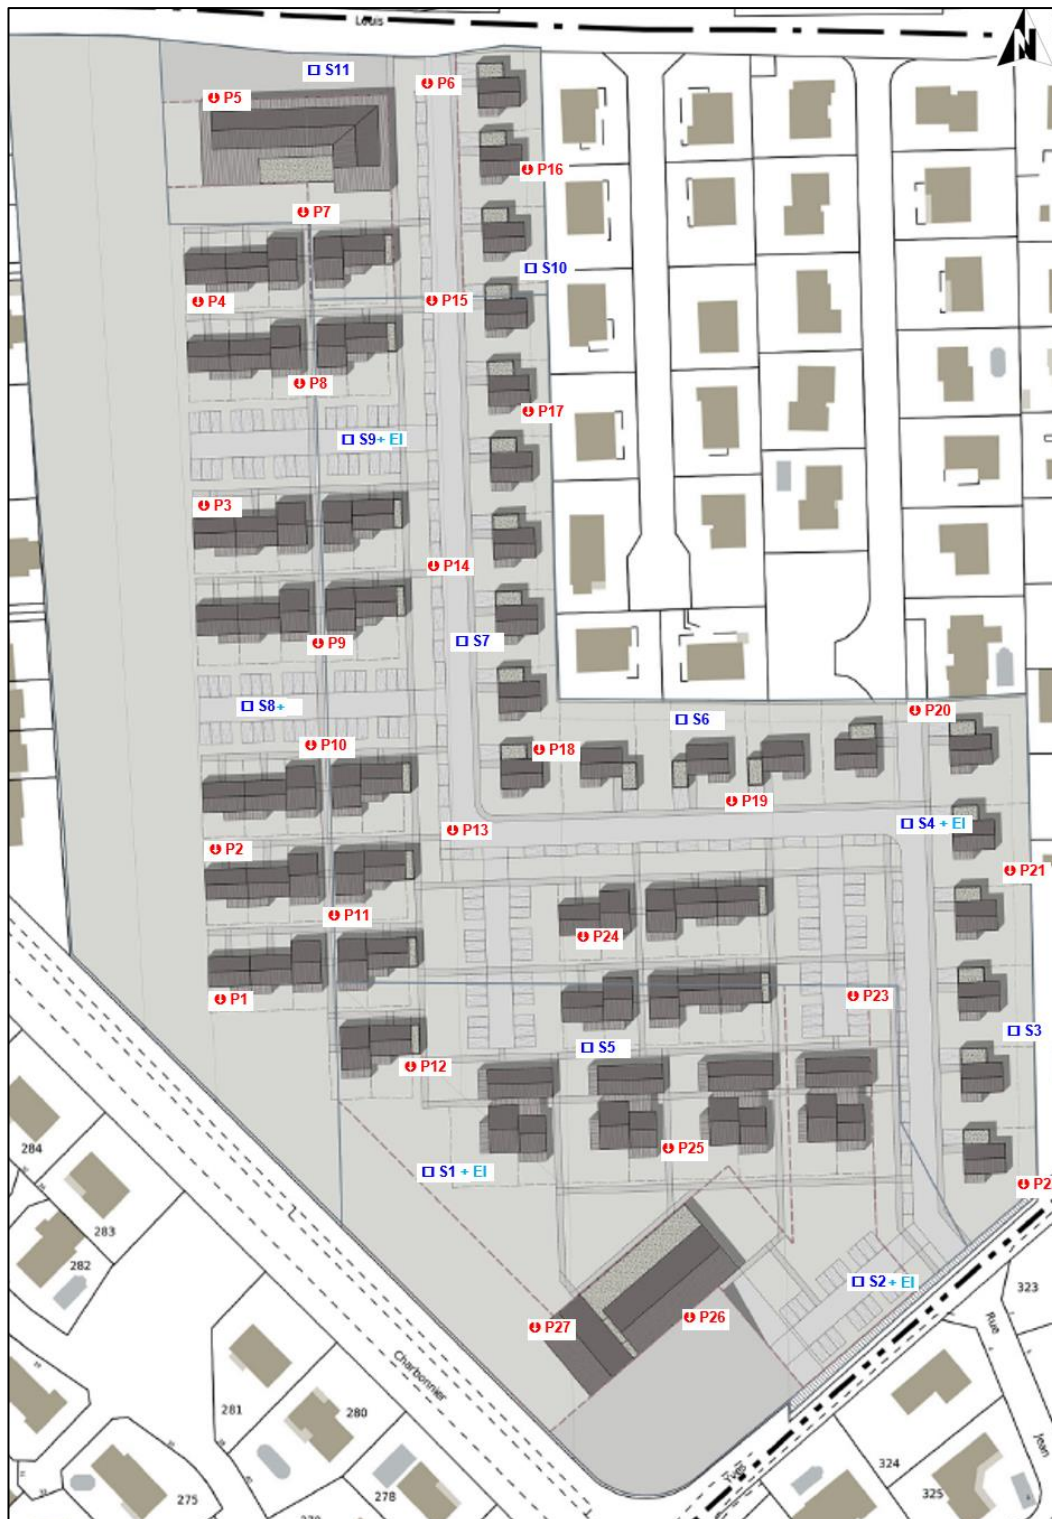 Louis
N
S11
P5
P6
P16
P7
S10
P4
P15
P8
P17
S9+ EI
P3
P14
P9
S7
S8+
P20
S6
P10
P18
P19
P13
S4 + EI
P2
P21
P11
P24
P23
P1
S3
S5
P12
P25
S1 + EI
284
P2
283
282
S2 + EI
323
P26
P27
Rue
Charbonnier
281
280
Jean
324
Yves
275
278
325